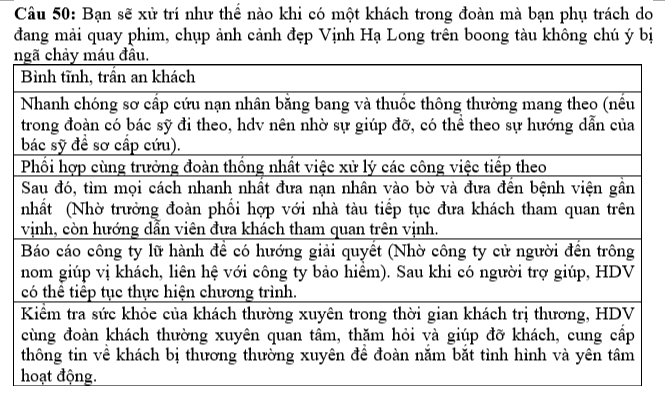 Câu 50: Bạn sẽ xử trí như thế nào khi có một khách trong đoàn mà bạn phụ trách do
đang mải quay phim, chụp ảnh cảnh đẹp Vịnh Hạ Long trên boong tàu không chú ý bị
ngã chảy máu đầu.
Bình tĩnh, trấn an khách
Nhanh chóng sơ cấp cứu nạn nhân bằng bang và thuốc thông thường mang theo (nếu
trong đoàn có bác sỹ đi theo, hdv nên nhờ sự giúp đỡ, có thể theo sự hướng dẫn của
bác sỹ để sơ cấp cứu).
Phối hợp cùng trưởng đoàn thống nhất việc xử lý các công việc tiếp theo
Sau đó, tìm mọi cách nhanh nhất đưa nạn nhân vào bờ và đưa đến bệnh viện gần
nhất (Nhờ trưởng đoàn phối hợp với nhà tàu tiếp tục đưa khách tham quan trên
vịnh, còn hướng dẫn viên đưa khách tham quan trên vịnh.
Báo cáo công ty lữ hành để có hướng giải quyết (Nhờ công ty cử người đến trông
nom giúp vị khách, liên hệ với công ty bảo hiểm). Sau khi có người trợ giúp, HDV
có thể tiếp tục thực hiện chương trình.
Kiểm tra sức khỏe của khách thường xuyên trong thời gian khách trị thương, HDV
cùng đoàn khách thường xuyên quan tâm, thăm hỏi và giúp đỡ khách, cung cấp
thông tin về khách bị thương thường xuyên để đoàn nắm bắt tình hình và yên tâm
hoạt động.